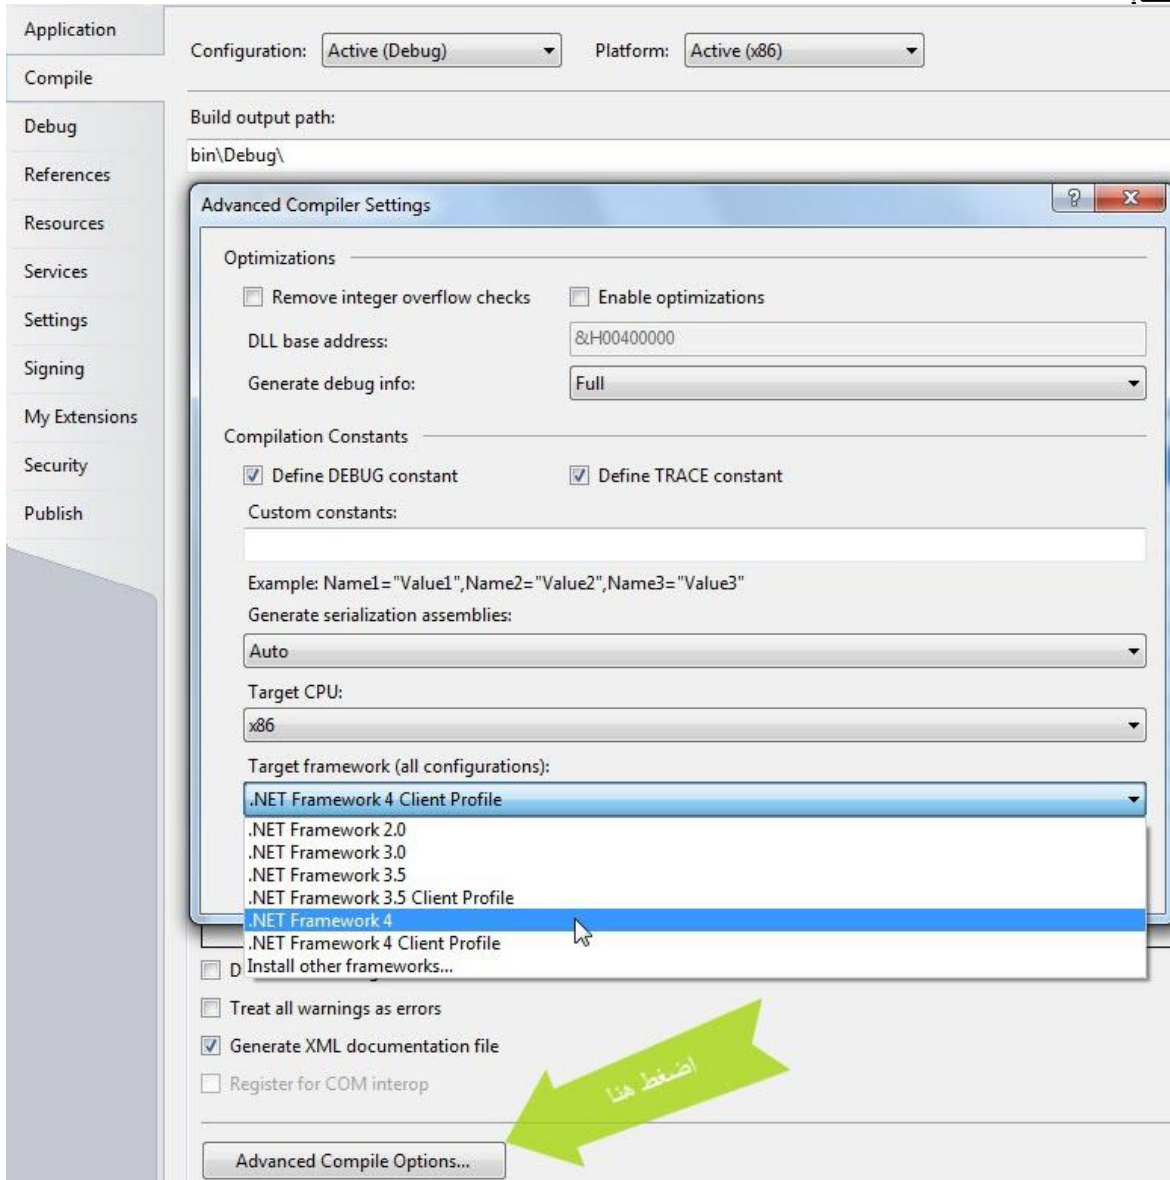 Application
Configuration: Active (Debug) Platform: Active (x86)
Compile
Debug
Build output path:
bin\Debug\
References
Resources
Services
Settings
Signing
My Extensions
Security
Publish
Advanced Compiler Settings
Optimizations
Remove integer overflow checks Enable optimizations
DLL base address: &H00400000
Generate debug info: Full
Compilation Constants
Define DEBUG constant Define TRACE constant
Custom constants:
Example: Name1="Value1",Name2="Value2",Name3="Value3"
Generate serialization assemblies:
Auto
Target CPU:
x86
Target framework (all configurations):
.NET Framework 4 Client Profile
.NET Framework 2.0
.NET Framework 3.0
.NET Framework 3.5
.NET Framework 3.5 Client Profile
.NET Framework 4
.NET Framework 4 Client Profile
Install other frameworks...
Treat all warnings as errors
Generate XML documentation file
Register for COM interop
اضغط هنا
Advanced Compile Options...